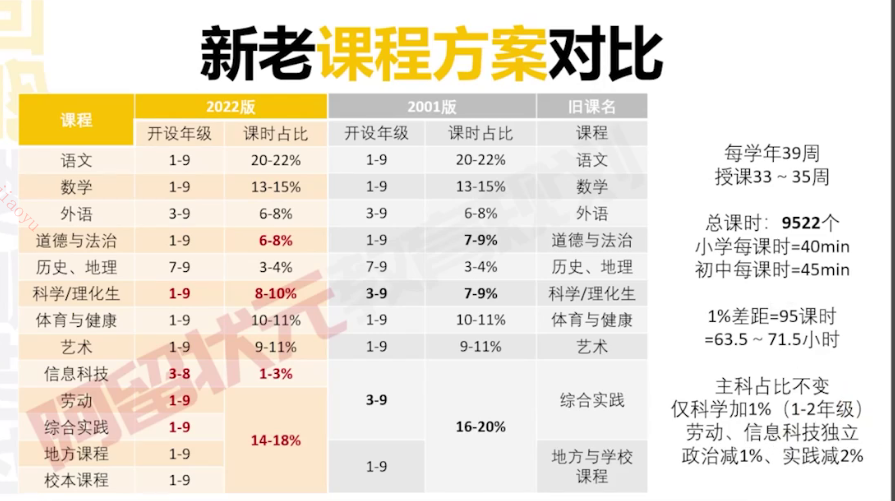 新老课程方案对比
课程 2022版 2001版 旧课名
开设年级 课时占比 开设年级 课时占比 课程
语文 1-9 20-22% 1-9 20-22% 语文
数学 1-9 13-15% 1-9 13-15% 数学
外语 3-9 6-8% 3-9 6-8% 外语
道德与法治 1-9 6-8% 1-9 7-9% 道德与法治
历史、地理 7-9 3-4% 7-9 3-4% 历史、地理
科学/理化生 1-9 8-10% 3-9 7-9% 科学/理化生
体育与健康 1-9 10-11% 1-9 10-11% 体育与健康
艺术 1-9 9-11% 1-9 9-11% 艺术
信息科技 3-8 1-3%
劳动 1-9
3-9 综合实践
综合实践 1-9
14-18% 16-20%
地方课程 1-9
1-9 地方与学校
课程
校本课程 1-9
每学年39周
授课33 ~ 35周
总课时：9522个
小学每课时=40min
初中每课时=45min
1%差距=95课时
=63.5 ~ 71.5小时
主科占比不变
仅科学加1%（1-2年级）
劳动、信息科技独立
政治减1%、实践减2%
阿留状元教育规划
jiaoyu